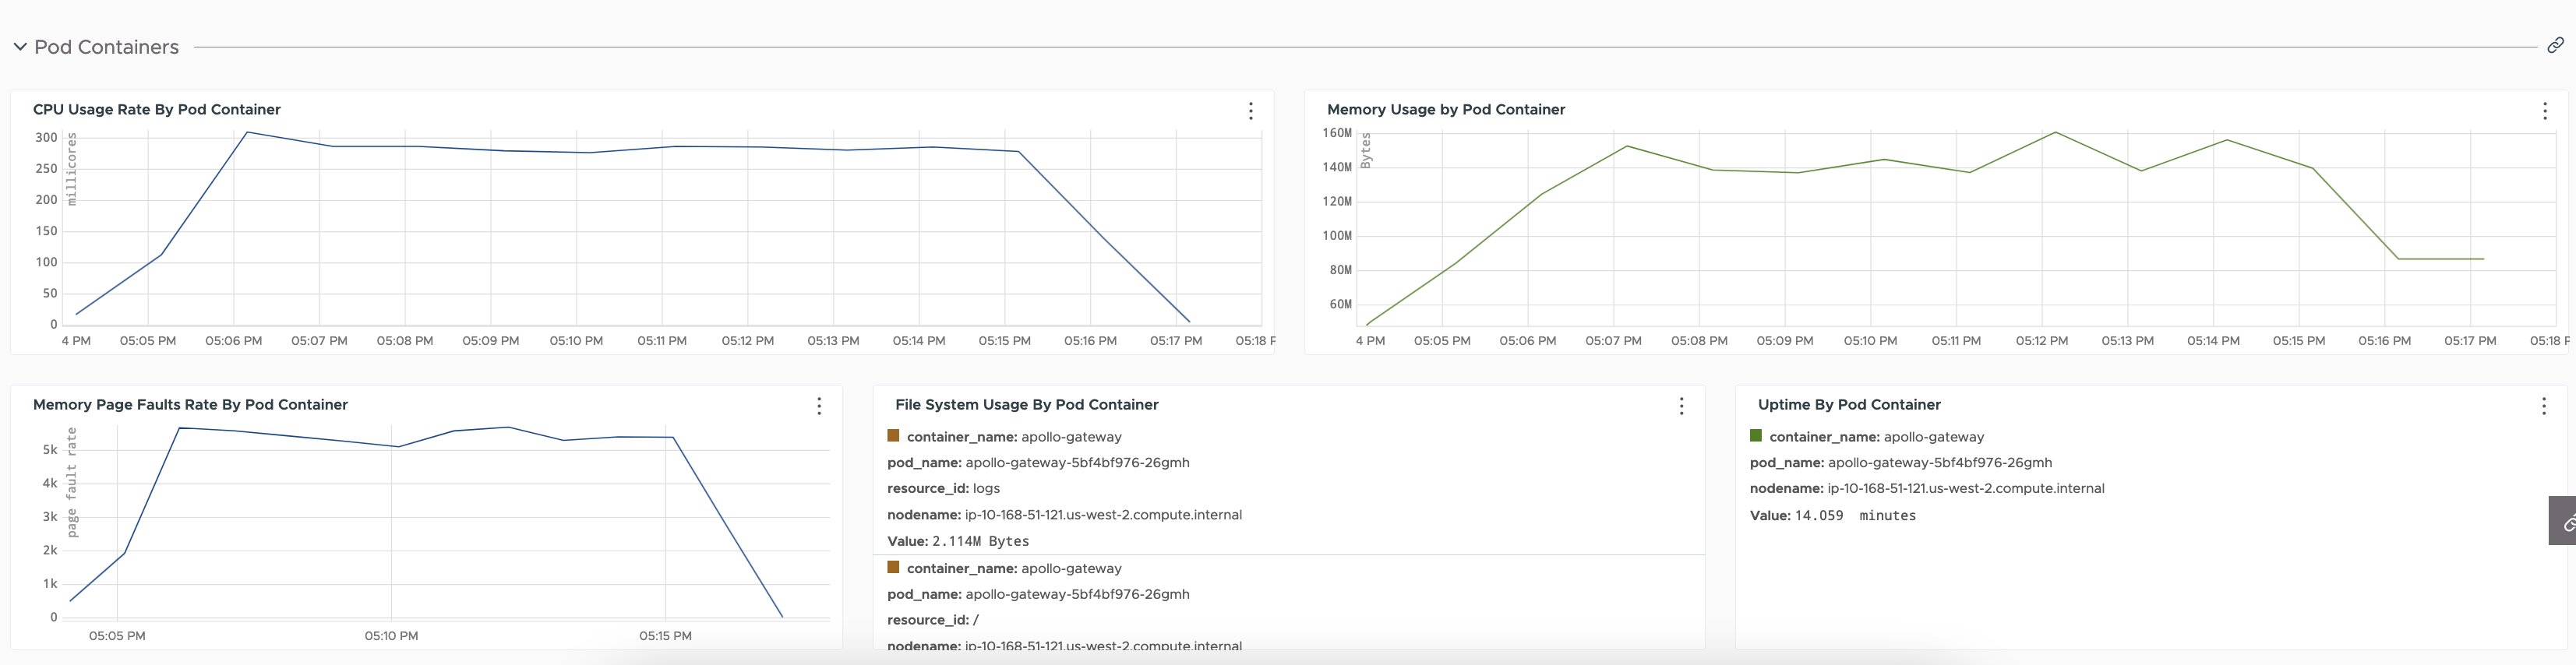 Pod Containers
CPU Usage Rate By Pod Container
millicores
300
250
200
150
100
50
0
4 PM 05:05 PM 05:06 PM 05:07 PM 05:08 PM 05:09 PM 05:10 PM 05:11 PM 05:12 PM 05:13 PM 05:14 PM 05:15 PM 05:16 PM 05:17 PM 05:18 P
Memory Usage by Pod Container
Bytes
160M
140M
120M
100M
80M
60M
4 PM 05:05 PM 05:06 PM 05:07 PM 05:08 PM 05:09 PM 05:10 PM 05:11 PM 05:12 PM 05:13 PM 05:14 PM 05:15 PM 05:16 PM 05:17 PM 05:18 P
Memory Page Faults Rate By Pod Container
page fault rate
5k
4k
3k
2k
1k
0
05:05 PM 05:10 PM 05:15 PM
File System Usage By Pod Container
container_name: apollo-gateway
pod_name: apollo-gateway-5bf4bf976-26gmh
resource_id: logs
nodename: ip-10-168-51-121.us-west-2.compute.internal
Value: 2.114M Bytes
container_name: apollo-gateway
pod_name: apollo-gateway-5bf4bf976-26gmh
resource_id: /
nodename: ip-10-168-51-121.us-west-2.compute.internal
Uptime By Pod Container
container_name: apollo-gateway
pod_name: apollo-gateway-5bf4bf976-26gmh
nodename: ip-10-168-51-121.us-west-2.compute.internal
Value: 14.059 minutes